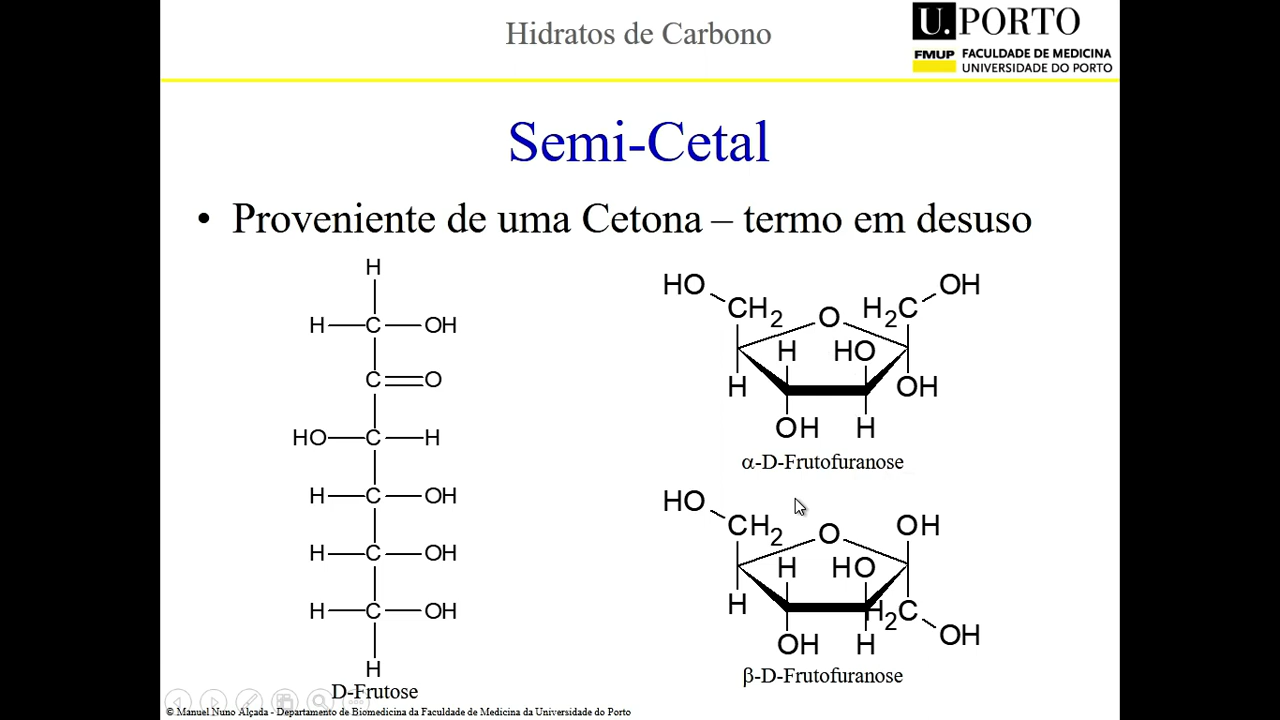 Hidratos de Carbono
U.PORTO
FMUP FACULDADE DE MEDICINA
UNIVERSIDADE DO PORTO
Semi-Cetal
• Proveniente de uma Cetona – termo em desuso
H
H C OH
C O
HO C H
H C OH
H C OH
H C OH
H
D-Frutose
HO OH
CH2 O H2C
H HO
H OH
OH H
α-D-Frutofuranose
HO OH
CH2 O
H HO
H H2C
OH H OH
β-D-Frutofuranose
© Manuel Nuno Alçada - Departamento de Biomedicina da Faculdade de Medicina da Universidade do Porto